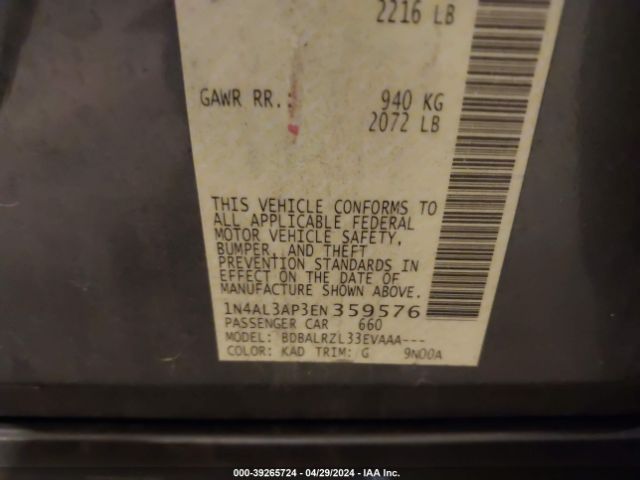 2216 LB
GAWR RR.: 940 KG
2072 LB
THIS VEHICLE CONFORMS TO
ALL APPLICABLE FEDERAL
MOTOR VEHICLE SAFETY,
BUMPER, AND THEFT
PREVENTION STANDARDS IN
EFFECT ON THE DATE OF
MANUFACTURE SHOWN ABOVE.
1N4AL3AP3EN359576
PASSENGER CAR 660
MODEL: BDBALRZL33EVAAA---
COLOR: KAD TRIM: G 9N00A
000-39265724 - 04/29/2024 - IAA Inc.